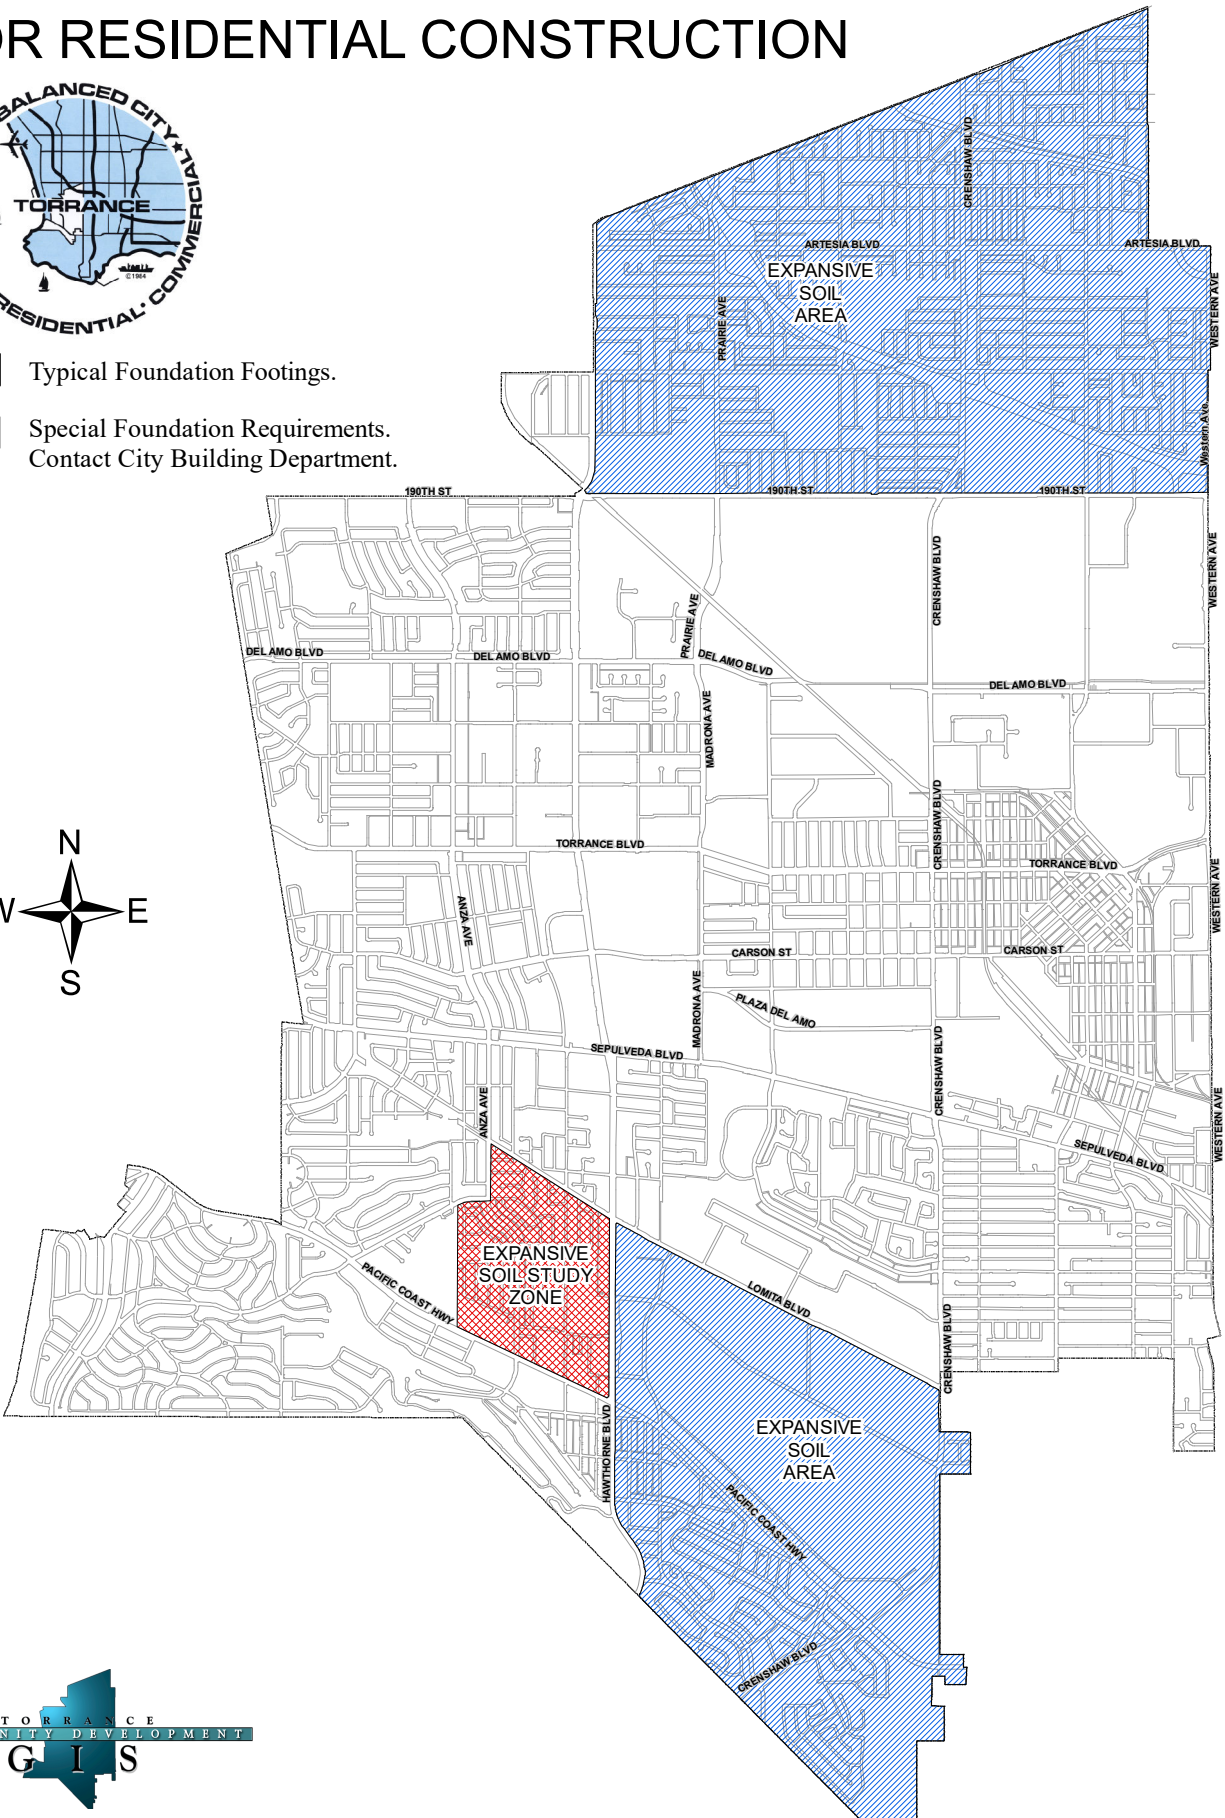 OR RESIDENTIAL CONSTRUCTION
BALANCED CITY ★
RESIDENTIAL • COMMERCIAL
TORRANCE
© 1984
Typical Foundation Footings.
Special Foundation Requirements.
Contact City Building Department.
CRENSHAW BLVD
ARTESIA BLVD
ARTESIA BLVD
EXPANSIVE
SOIL
AREA
PRAIRIE AVE
WESTERN AVE
Western Ave
190TH ST
190TH ST
190TH ST
CRENSHAW BLVD
WESTERN AVE
PRAIRIE AVE
DEL AMO BLVD
DEL AMO BLVD
DEL AMO BLVD
DEL AMO BLVD
MADRONA AVE
CRENSHAW BLVD
TORRANCE BLVD
TORRANCE BLVD
WESTERN AVE
N
W
E
S
ANZA AVE
CARSON ST
CARSON ST
MADRONA AVE
PLAZA DEL AMO
SEPULVEDA BLVD
CRENSHAW BLVD
ANZA AVE
WESTERN AVE
SEPULVEDA BLVD
EXPANSIVE
SOIL STUDY
ZONE
PACIFIC COAST HWY
LOMITA BLVD
CRENSHAW BLVD
HAWTHORNE BLVD
EXPANSIVE
SOIL
AREA
PACIFIC COAST HWY
CRENSHAW BLVD
TORRANCE
NITY DEVELOPMENT
GIS